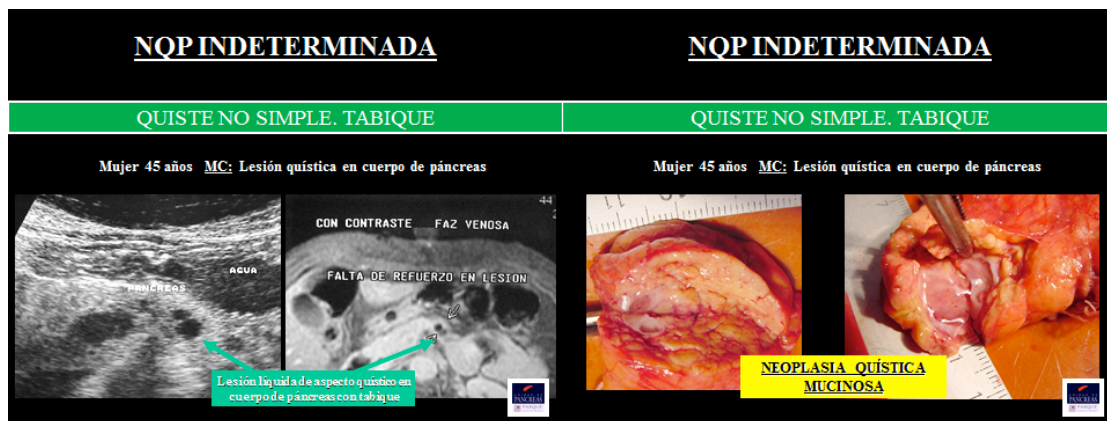 NQP INDETERMINADA
QUISTE NO SIMPLE. TABIQUE
Mujer 45 años MC: Lesión quística en cuerpo de páncreas
AGUA
PANCREAS
44
CON CONTRASTE FAZ VENOSA
FALTA DE REFUERZO EN LESION
Lesión líquida de aspecto quístico en
cuerpo de páncreas con tabique
PANCREAS
NQP INDETERMINADA
QUISTE NO SIMPLE. TABIQUE
Mujer 45 años MC: Lesión quística en cuerpo de páncreas
NEOPLASIA QUÍSTICA
MUCINOSA
PANCREAS